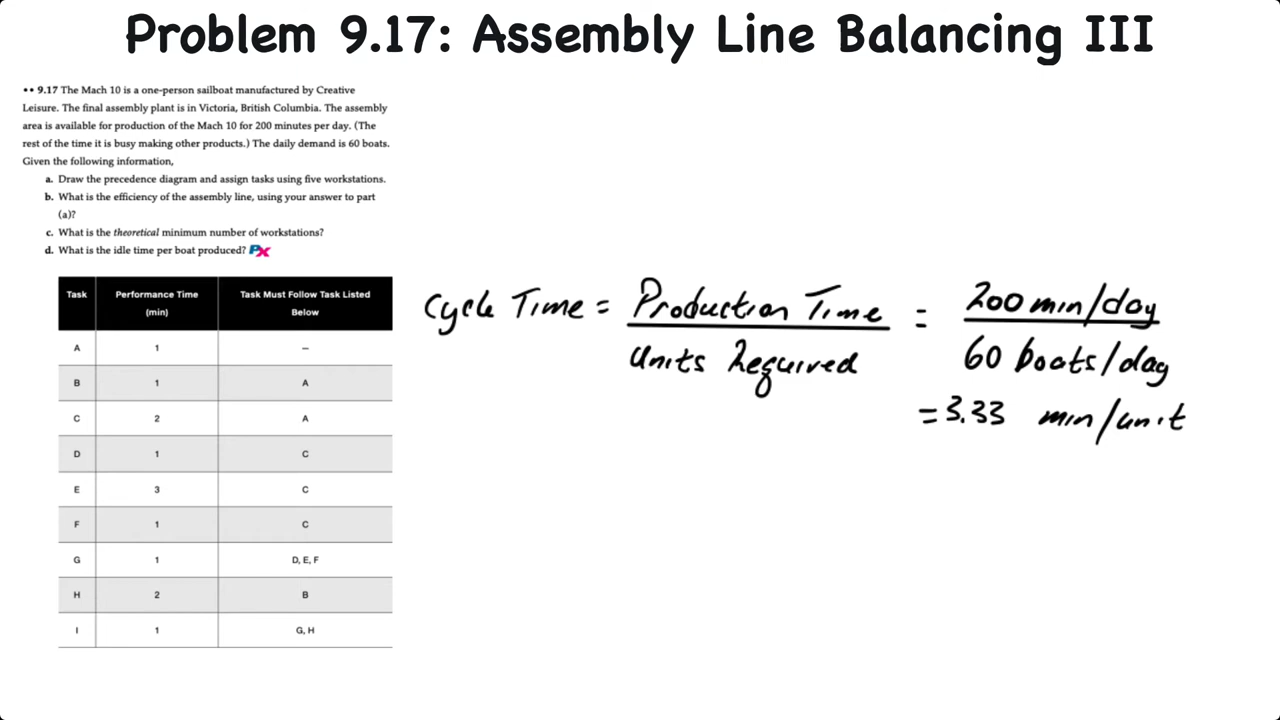 Problem 9.17: Assembly Line Balancing III
•• 9.17 The Mach 10 is a one-person sailboat manufactured by Creative
Leisure. The final assembly plant is in Victoria, British Columbia. The assembly
area is available for production of the Mach 10 for 200 minutes per day. (The
rest of the time it is busy making other products.) The daily demand is 60 boats.
Given the following information,
a. Draw the precedence diagram and assign tasks using five workstations.
b. What is the efficiency of the assembly line, using your answer to part
(a)?
c. What is the theoretical minimum number of workstations?
d. What is the idle time per boat produced? PX
Task Performance Time Task Must Follow Task Listed
(min) Below
A 1 –
B 1 A
C 2 A
D 1 C
E 3 C
F 1 C
G 1 D, E, F
H 2 B
I 1 G, H
Cycle Time = Production Time = 200 min/day
Units Required 60 boats/day
= 3.33 min/unit